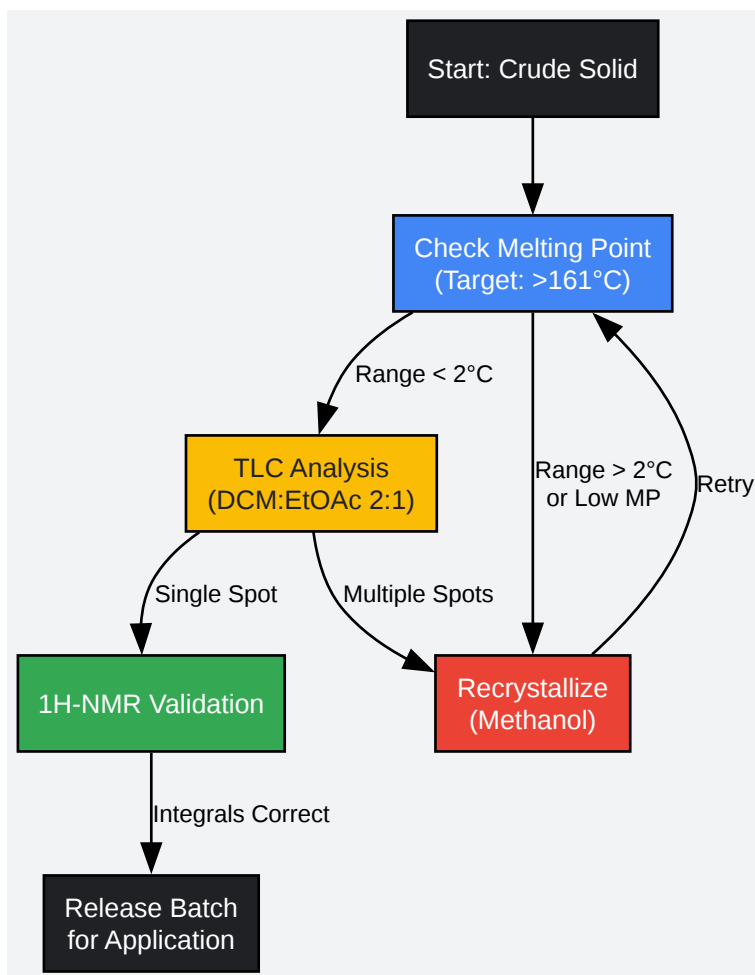 Start: Crude Solid
Check Melting Point
(Target: >161°C)
Range < 2°C
TLC Analysis
(DCM:EtOAc 2:1)
Range > 2°C
or Low MP
Retry
Single Spot
Multiple Spots
1H-NMR Validation
Recrystallize
(Methanol)
Integrals Correct
Release Batch
for Application